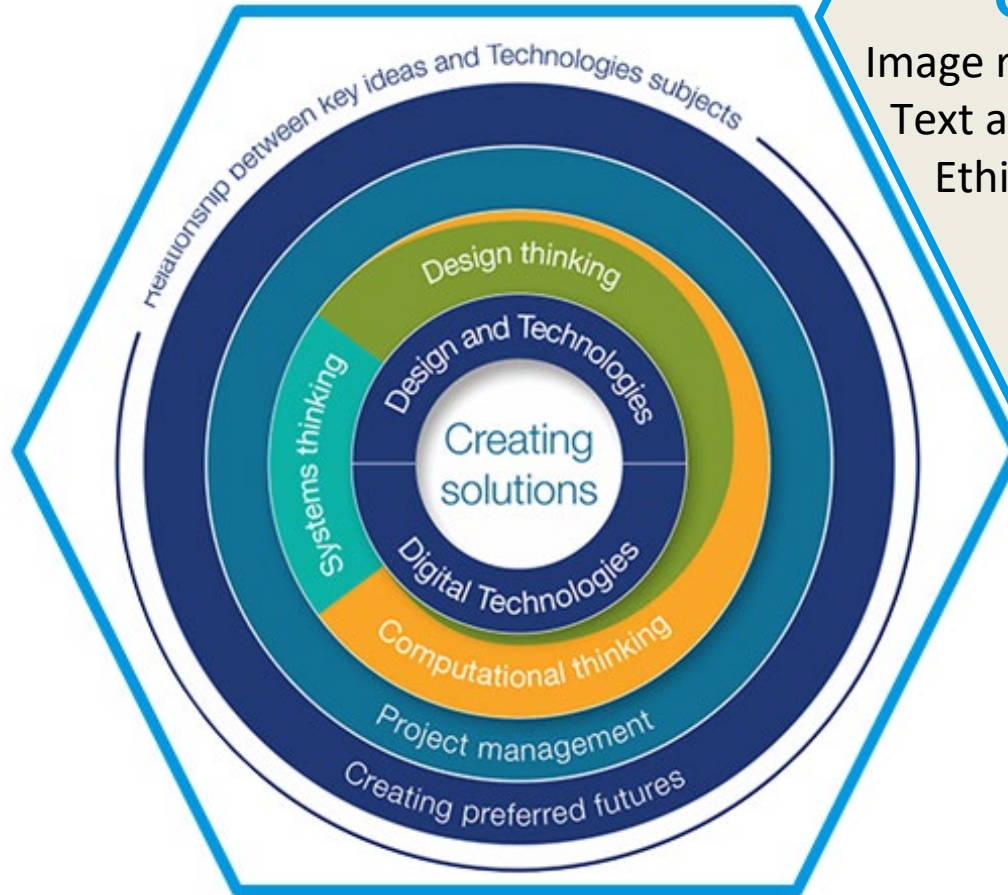 Relationship between key ideas and Technologies subjects
Design thinking
Design and Technologies
Systems thinking
Creating
solutions
Digital Technologies
Computational thinking
Project management
Creating preferred futures
Image
Text